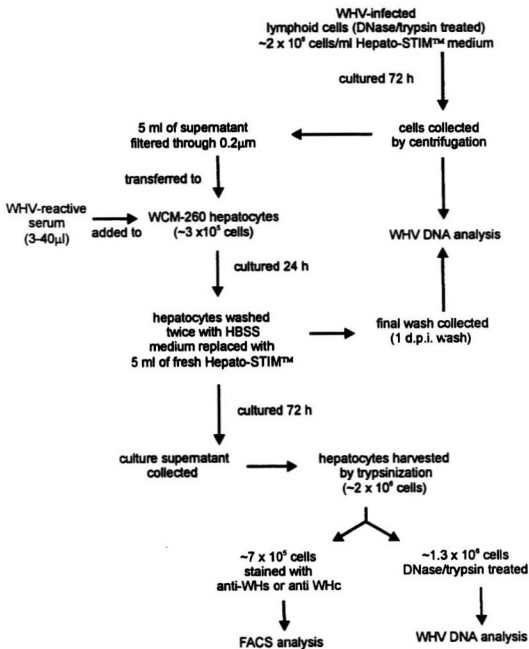 WHV-infected
lymphoid cells (DNase/trypsin treated)
~2 x 10⁶ cells/ml Hepato-STIM™ medium
cultured 72 h
5 ml of supernatant
filtered through 0.2µm
cells collected
by centrifugation
transferred to
WHV-reactive
serum
(3-40µl)
added to
WCM-260 hepatocytes
(~3 x10⁵ cells)
WHV DNA analysis
cultured 24 h
hepatocytes washed
twice with HBSS
medium replaced with
5 ml of fresh Hepato-STIM™
final wash collected
(1 d.p.i. wash)
cultured 72 h
culture supernatant
collected
hepatocytes harvested
by trypsinization
(~2 x 10⁶ cells)
~7 x 10⁵ cells
stained with
anti-WHs or anti WHc
~1.3 x 10⁶ cells
DNase/trypsin treated
FACS analysis
WHV DNA analysis